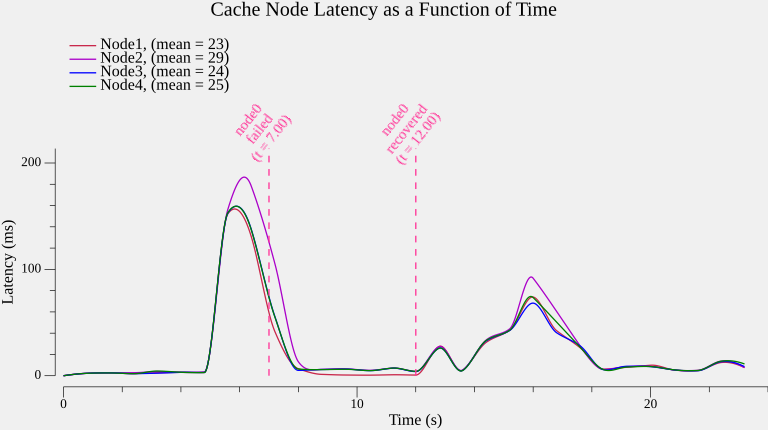 Cache Node Latency as a Function of Time
Node1, (mean = 23)
Node2, (mean = 29)
Node3, (mean = 24)
Node4, (mean = 25)
node0
failed
(t = 7.00)
node0
recovered
(t = 12.00)
200
100
0
Latency (ms)
0
10
20
Time (s)